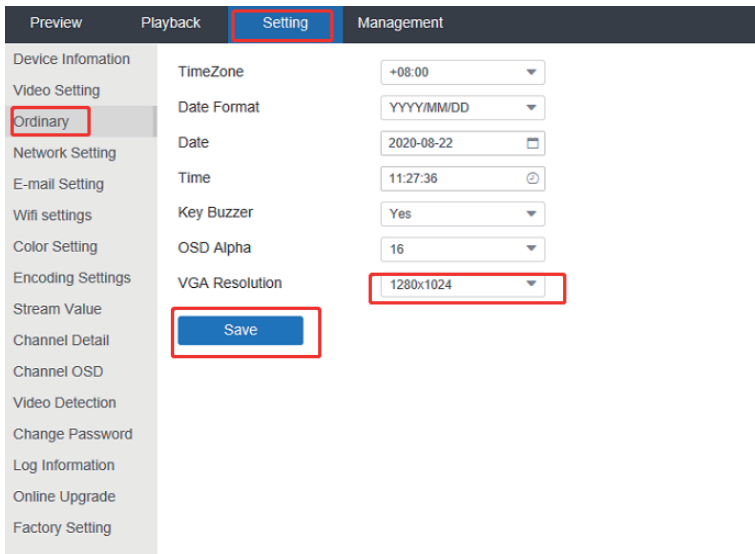 Preview Playback Setting Management
Device Infomation
Video Setting
Ordinary
Network Setting
E-mail Setting
Wifi settings
Color Setting
Encoding Settings
Stream Value
Channel Detail
Channel OSD
Video Detection
Change Password
Log Information
Online Upgrade
Factory Setting
TimeZone +08:00
Date Format YYYY/MM/DD
Date 2020-08-22
Time 11:27:36
Key Buzzer Yes
OSD Alpha 16
VGA Resolution 1280x1024
Save